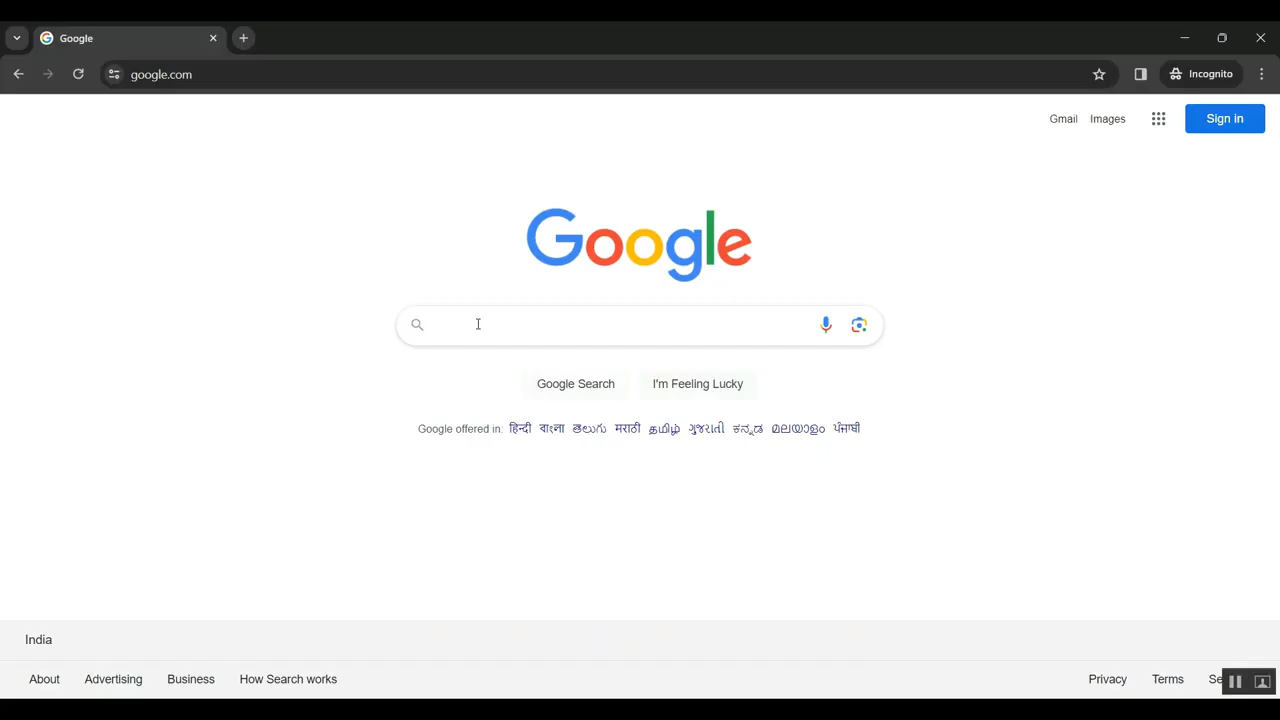 Google
google.com
Incognito
Gmail Images Sign in
Google
Google Search I'm Feeling Lucky
Google offered in: हिन्दी বাংলা తెలుగు मराठी தமிழ் ગુજરાતી ಕನ್ನಡ മലയാളം ਪੰਜਾਬੀ
India
About Advertising Business How Search works Privacy Terms Se